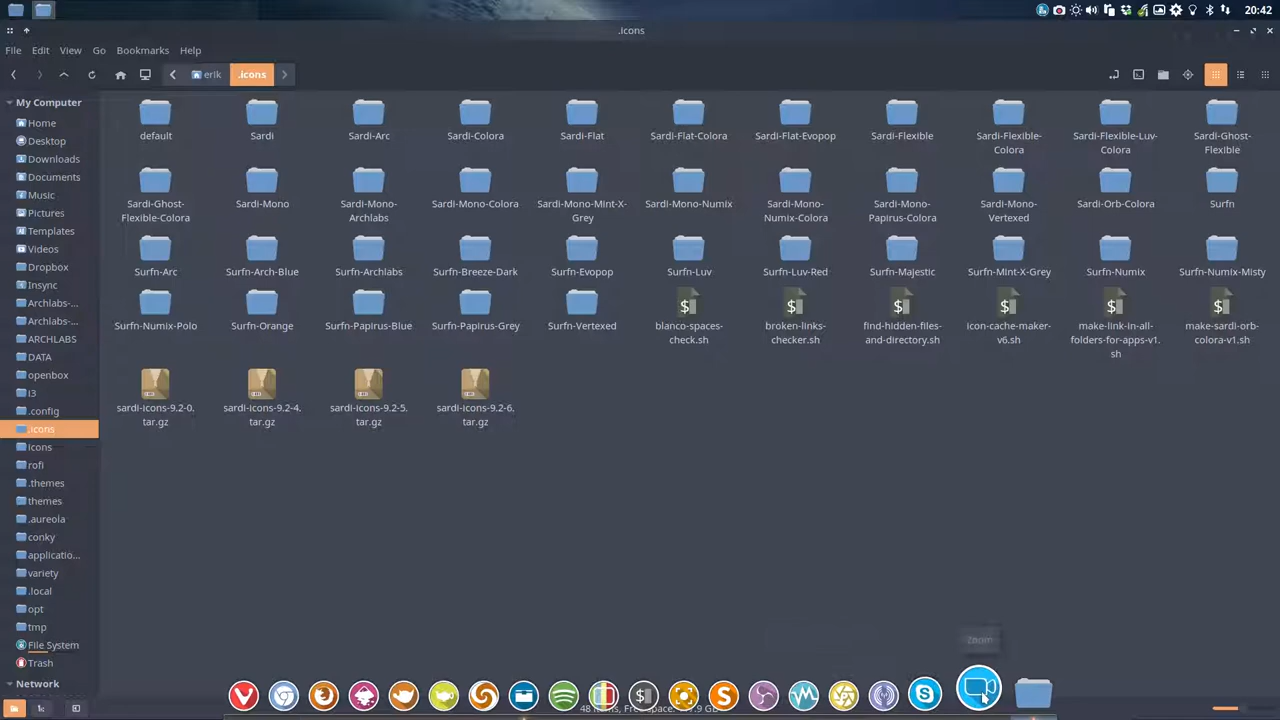 20:42
.icons
File Edit View Go Bookmarks Help
erik .icons
My Computer
Home
Desktop
Downloads
Documents
Music
Pictures
Templates
Videos
Dropbox
Insync
Archlabs-...
Archlabs-...
ARCHLABS
DATA
openbox
I3
.config
.icons
icons
rofi
.themes
themes
.aureola
conky
applicatio...
variety
.local
opt
tmp
File System
Trash
Network
default Sardi Sardi-Arc Sardi-Colora Sardi-Flat Sardi-Flat-Colora Sardi-Flat-Evopop Sardi-Flexible Sardi-Flexible- Sardi-Flexible-Luv- Sardi-Ghost-
Colora Colora Flexible
Sardi-Ghost- Sardi-Mono Sardi-Mono- Sardi-Mono-Colora Sardi-Mono-Mint-X- Sardi-Mono-Numix Sardi-Mono- Sardi-Mono- Sardi-Mono- Sardi-Orb-Colora Surfn
Flexible-Colora Archlabs Grey Numix-Colora Papirus-Colora Vertexed
Surfn-Arc Surfn-Arch-Blue Surfn-Archlabs Surfn-Breeze-Dark Surfn-Evopop Surfn-Luv Surfn-Luv-Red Surfn-Majestic Surfn-Mint-X-Grey Surfn-Numix Surfn-Numix-Misty
Surfn-Numix-Polo Surfn-Orange Surfn-Papirus-Blue Surfn-Papirus-Grey Surfn-Vertexed blanco-spaces- broken-links- find-hidden-files- icon-cache-maker- make-link-in-all- make-sardi-orb-
check.sh checker.sh and-directory.sh v6.sh folders-for-apps-v1. colora-v1.sh
sh
sardi-icons-9.2-0. sardi-icons-9.2-4. sardi-icons-9.2-5. sardi-icons-9.2-6.
tar.gz tar.gz tar.gz tar.gz
Zoom
48 items, Free space: 9 GB